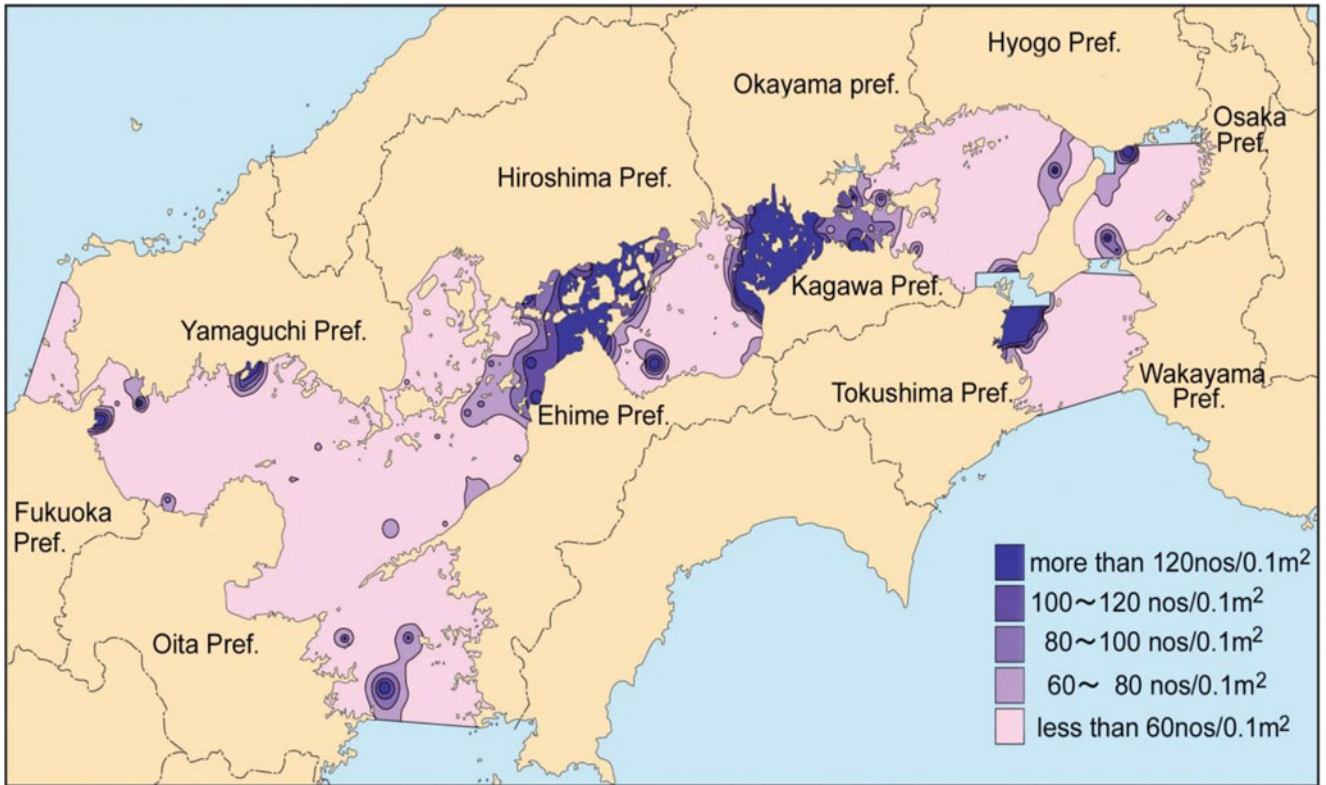 Hyogo Pref.
Okayama pref.
Osaka
Pref.
Hiroshima Pref.
Kagawa Pref.
Yamaguchi Pref.
Wakayama
Pref.
Tokushima Pref.
Ehime Pref.
Fukuoka
Pref.
Oita Pref.
more than 120nos/0.1m²
100～120 nos/0.1m²
80～100 nos/0.1m²
60～ 80 nos/0.1m²
less than 60nos/0.1m²